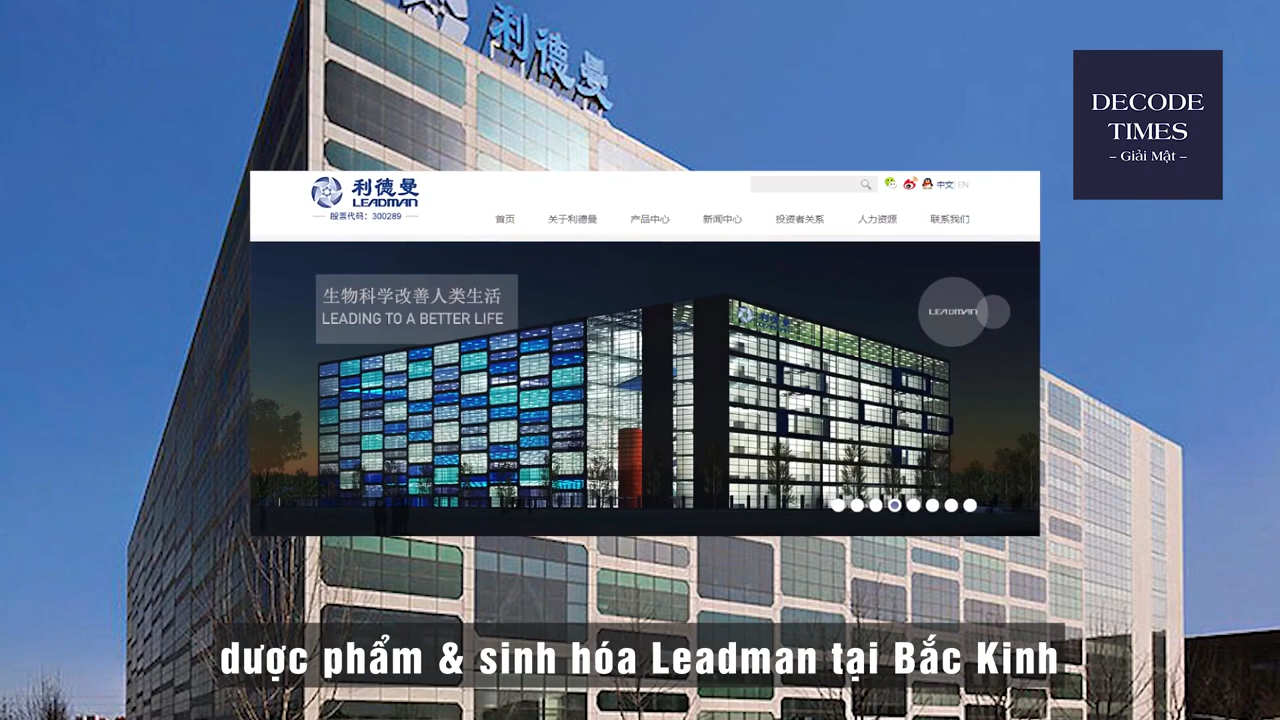 利德曼
DECODE
TIMES
– Giải Mật –
利德曼
LEADMAN
股票代码：300289
中文| EN
首页 关于利德曼 产品中心 新闻中心 投资者关系 人力资源 联系我们
生物科学改善人类生活
LEADING TO A BETTER LIFE
LEADMAN
dược phẩm & sinh hóa Leadman tại Bắc Kinh